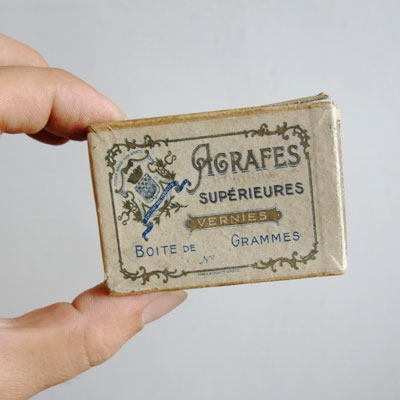 AGRAFES
SUPÉRIEURES
VERNIES
BOITE DE GRAMMES
No